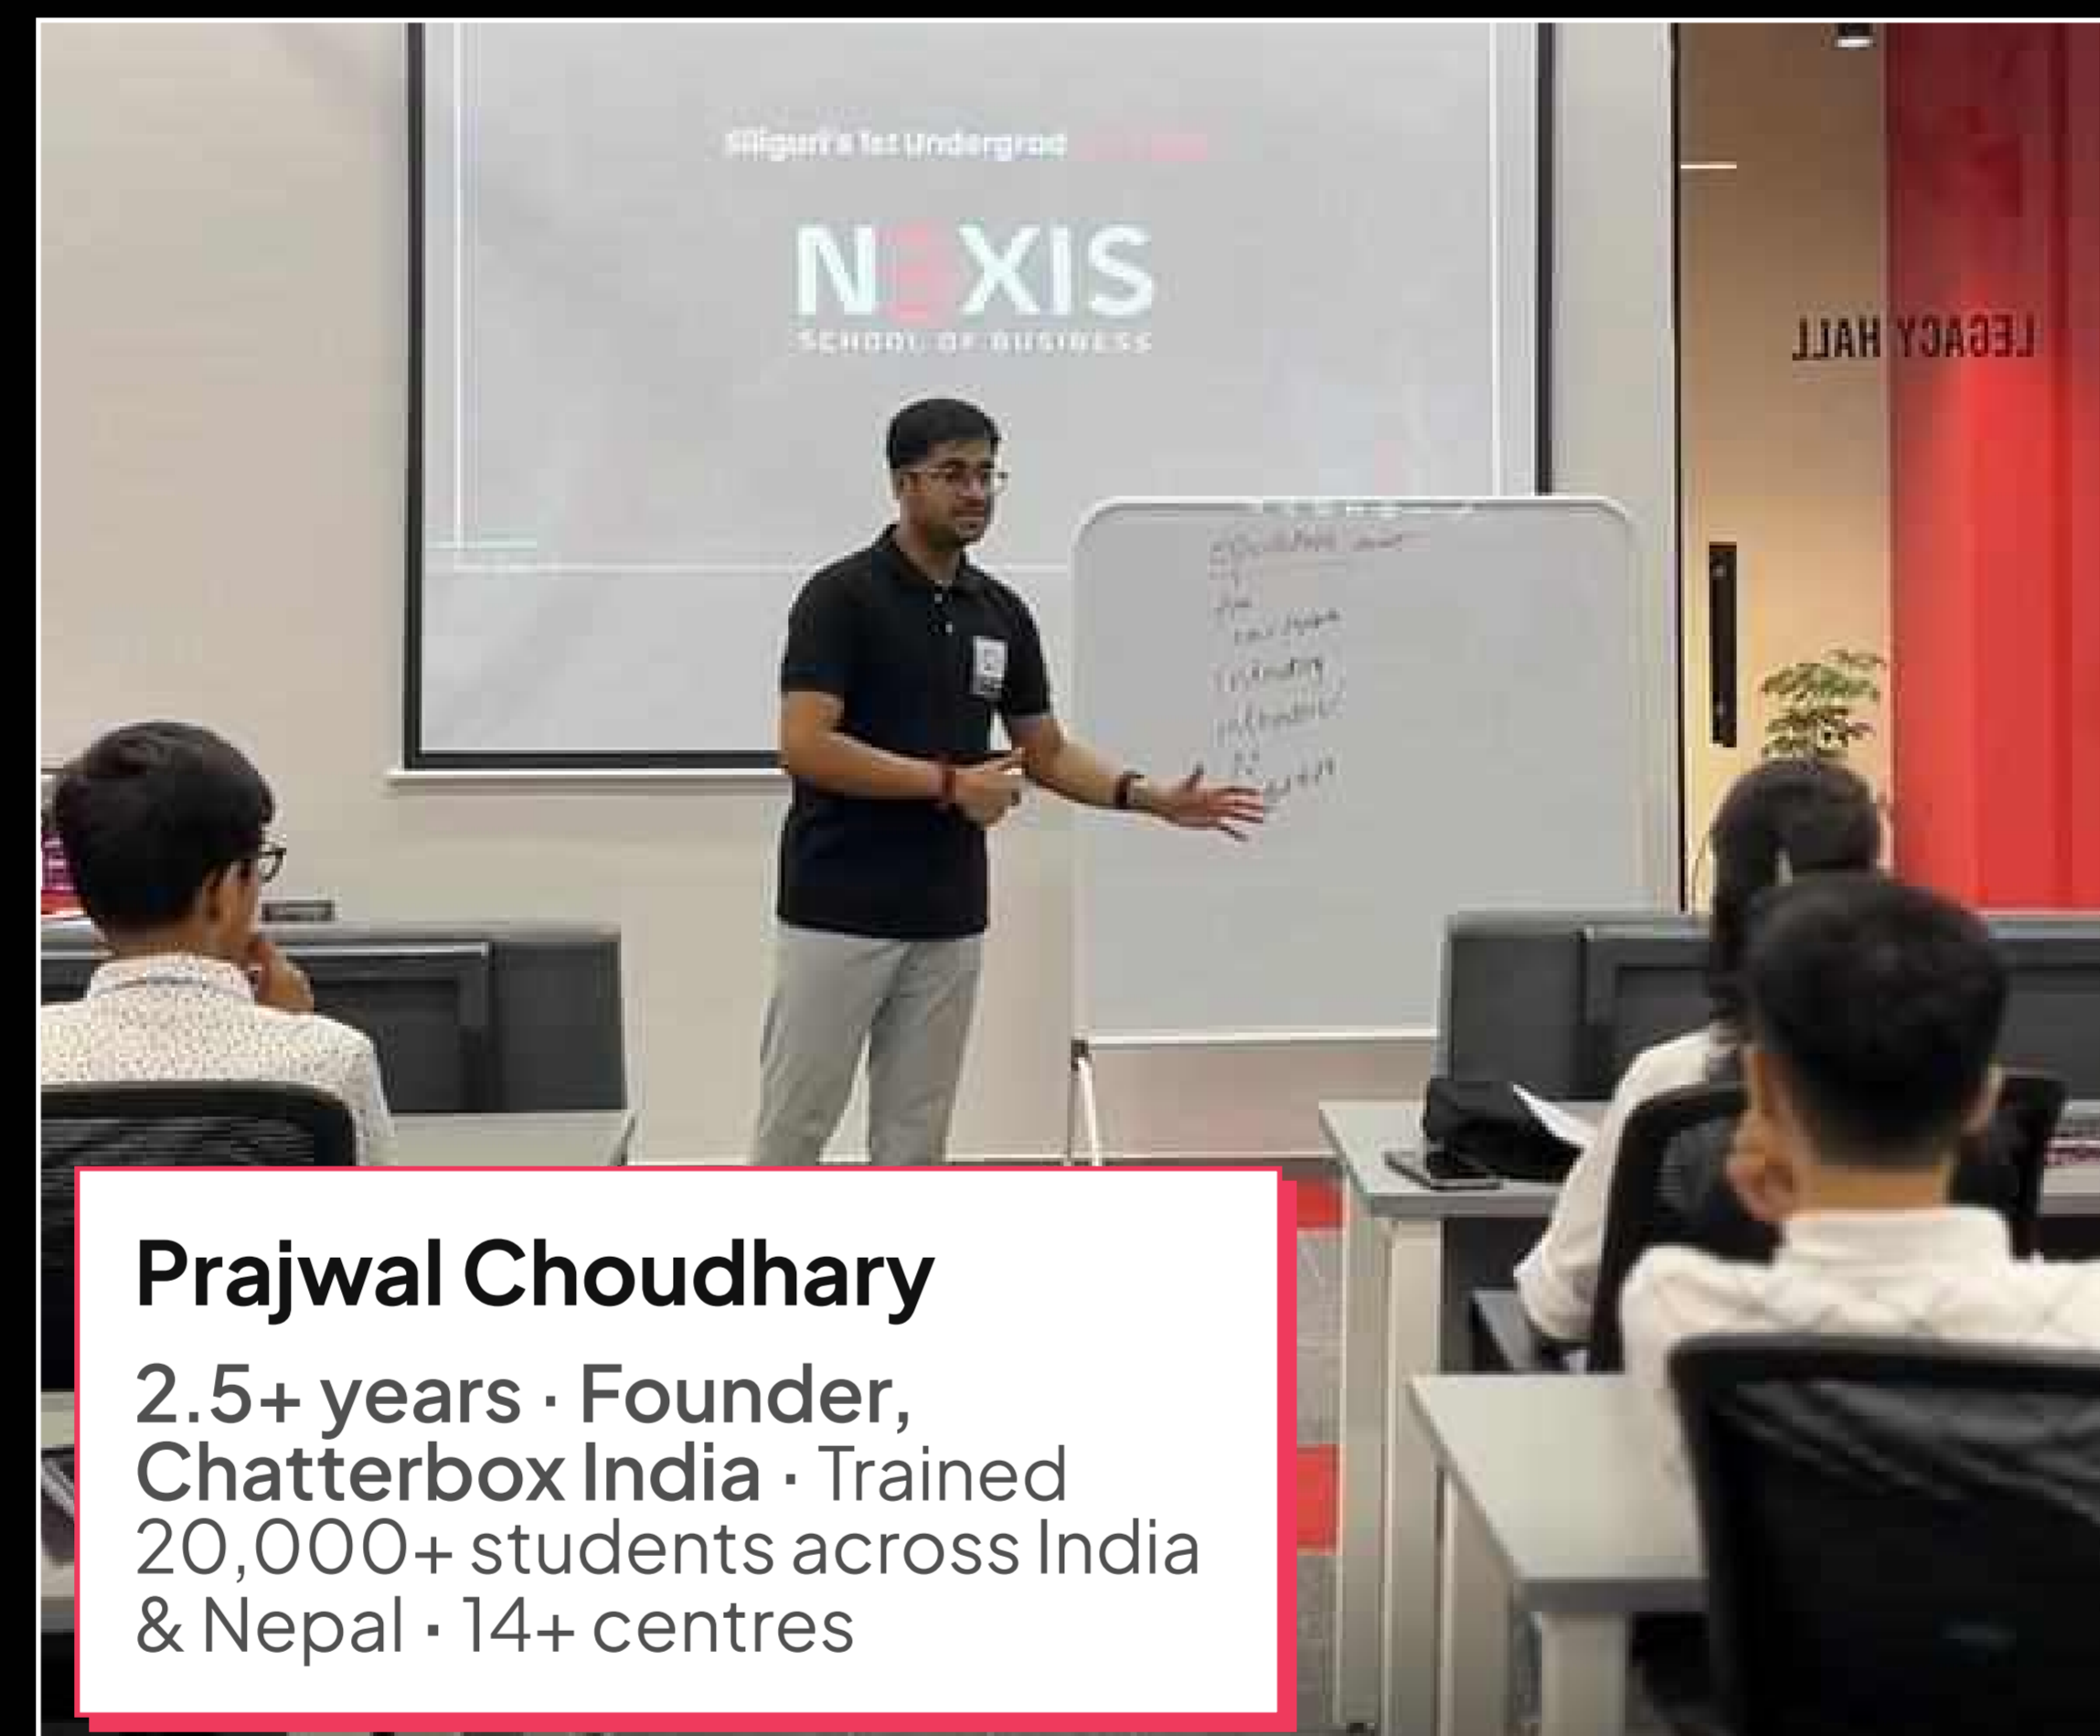 Siliguri's 1st Undergrad
NEXIS
SCHOOL OF BUSINESS
LEGACY HALL
Prajwal Choudhary
2.5+ years · Founder,
Chatterbox India · Trained
20,000+ students across India
& Nepal · 14+ centres